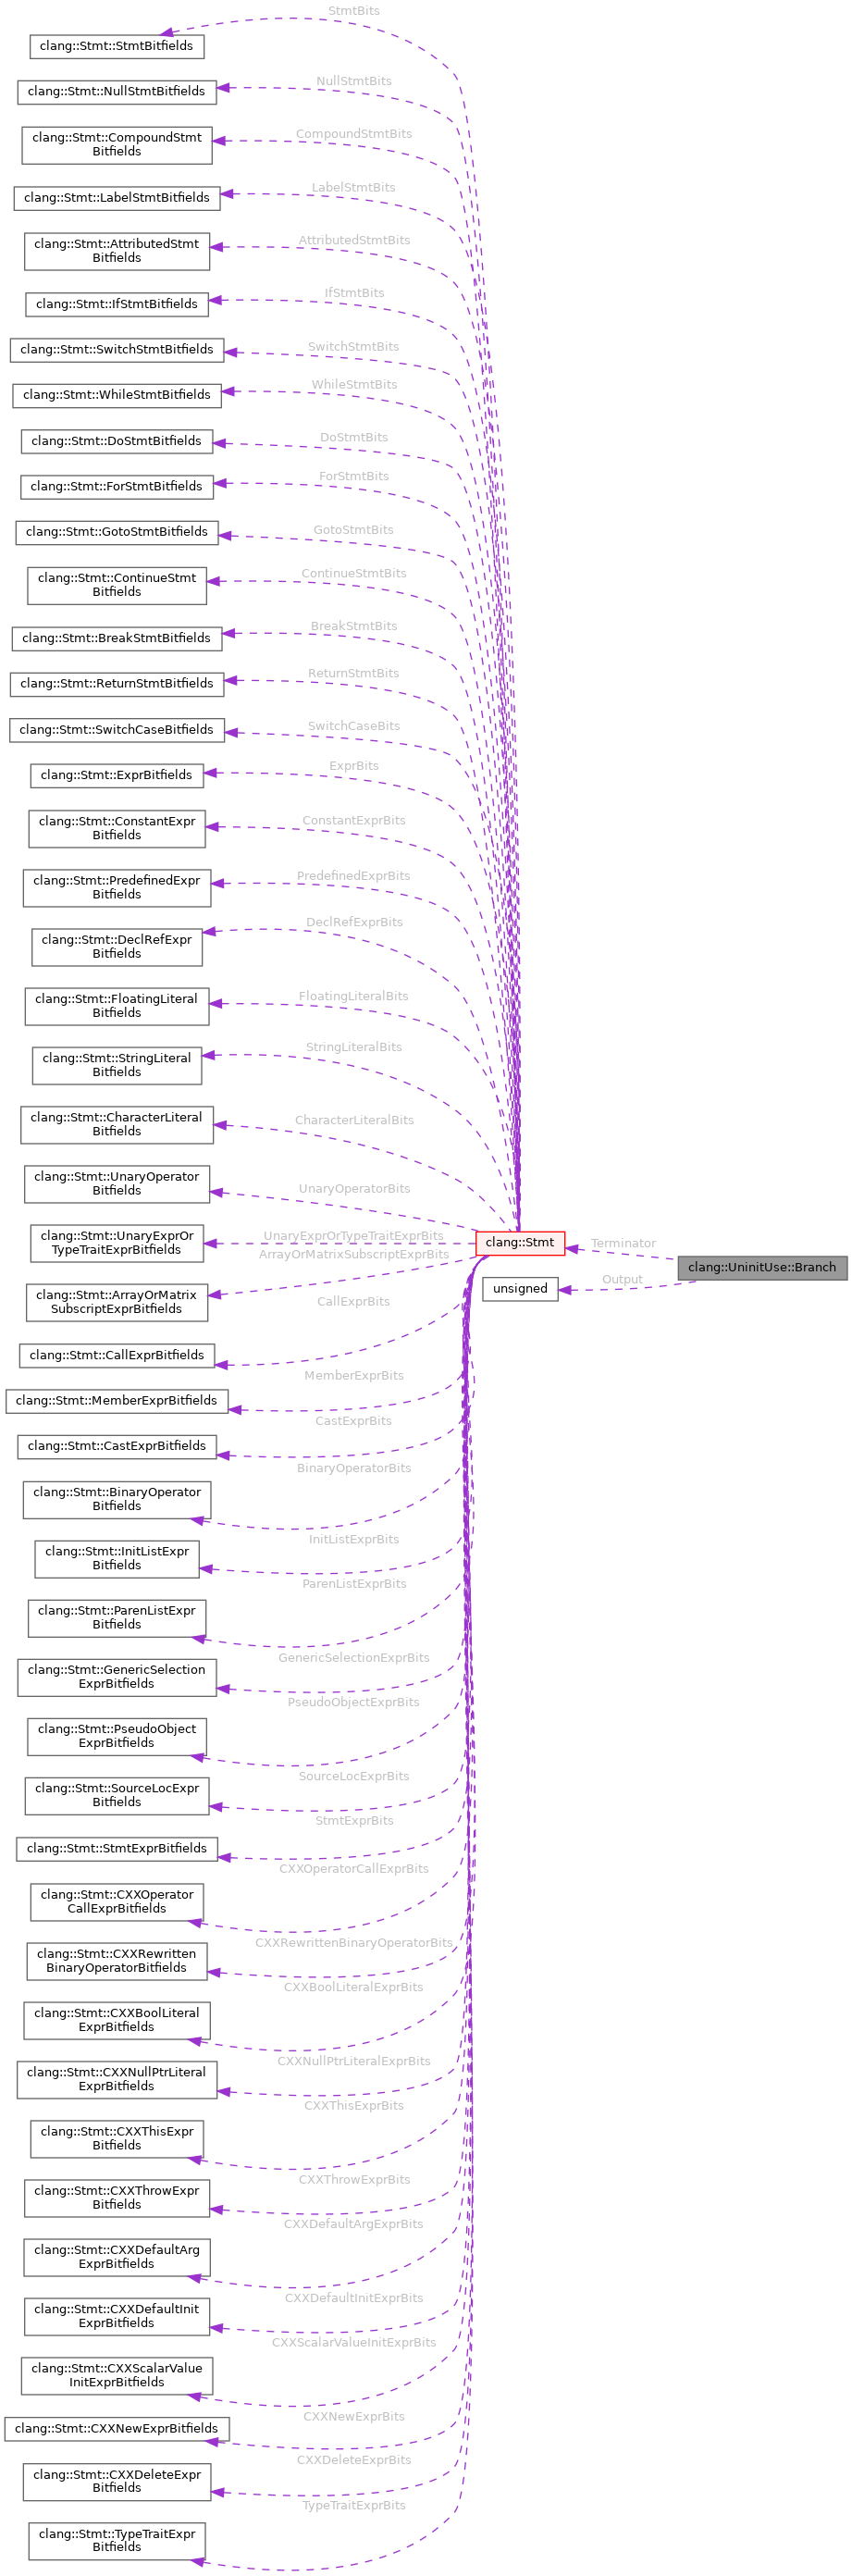 StmtBits
clang::Stmt::StmtBitfields
NullStmtBits
clang::Stmt::NullStmtBitfields
CompoundStmtBits
clang::Stmt::CompoundStmt
Bitfields
LabelStmtBits
clang::Stmt::LabelStmtBitfields
AttributedStmtBits
clang::Stmt::AttributedStmt
Bitfields
IfStmtBits
clang::Stmt::IfStmtBitfields
SwitchStmtBits
clang::Stmt::SwitchStmtBitfields
WhileStmtBits
clang::Stmt::WhileStmtBitfields
DoStmtBits
clang::Stmt::DoStmtBitfields
ForStmtBits
clang::Stmt::ForStmtBitfields
GotoStmtBits
clang::Stmt::GotoStmtBitfields
ContinueStmtBits
clang::Stmt::ContinueStmt
Bitfields
BreakStmtBits
clang::Stmt::BreakStmtBitfields
ReturnStmtBits
clang::Stmt::ReturnStmtBitfields
SwitchCaseBits
clang::Stmt::SwitchCaseBitfields
ExprBits
clang::Stmt::ExprBitfields
ConstantExprBits
clang::Stmt::ConstantExpr
Bitfields
PredefinedExprBits
clang::Stmt::PredefinedExpr
Bitfields
DeclRefExprBits
clang::Stmt::DeclRefExpr
Bitfields
FloatingLiteralBits
clang::Stmt::FloatingLiteral
Bitfields
StringLiteralBits
clang::Stmt::StringLiteral
Bitfields
CharacterLiteralBits
clang::Stmt::CharacterLiteral
Bitfields
UnaryOperatorBits
clang::Stmt::UnaryOperator
Bitfields
UnaryExprOrTypeTraitExprBits
clang::Stmt::UnaryExprOr
TypeTraitExprBitfields
clang::Stmt
Terminator
clang::UninitUse::Branch
Output
unsigned
ArrayOrMatrixSubscriptExprBits
clang::Stmt::ArrayOrMatrix
SubscriptExprBitfields
CallExprBits
clang::Stmt::CallExprBitfields
MemberExprBits
clang::Stmt::MemberExprBitfields
CastExprBits
clang::Stmt::CastExprBitfields
BinaryOperatorBits
clang::Stmt::BinaryOperator
Bitfields
InitListExprBits
clang::Stmt::InitListExpr
Bitfields
ParenListExprBits
clang::Stmt::ParenListExpr
Bitfields
GenericSelectionExprBits
clang::Stmt::GenericSelection
ExprBitfields
PseudoObjectExprBits
clang::Stmt::PseudoObject
ExprBitfields
SourceLocExprBits
clang::Stmt::SourceLocExpr
Bitfields
StmtExprBits
clang::Stmt::StmtExprBitfields
CXXOperatorCallExprBits
clang::Stmt::CXXOperator
CallExprBitfields
CXXRewrittenBinaryOperatorBits
clang::Stmt::CXXRewritten
BinaryOperatorBitfields
CXXBoolLiteralExprBits
clang::Stmt::CXXBoolLiteral
ExprBitfields
CXXNullPtrLiteralExprBits
clang::Stmt::CXXNullPtrLiteral
ExprBitfields
CXXThisExprBits
clang::Stmt::CXXThisExpr
Bitfields
CXXThrowExprBits
clang::Stmt::CXXThrowExpr
Bitfields
CXXDefaultArgExprBits
clang::Stmt::CXXDefaultArg
ExprBitfields
CXXDefaultInitExprBits
clang::Stmt::CXXDefaultInit
ExprBitfields
CXXScalarValueInitExprBits
clang::Stmt::CXXScalarValue
InitExprBitfields
CXXNewExprBits
clang::Stmt::CXXNewExprBitfields
CXXDeleteExprBits
clang::Stmt::CXXDeleteExpr
Bitfields
TypeTraitExprBits
clang::Stmt::TypeTraitExpr
Bitfields